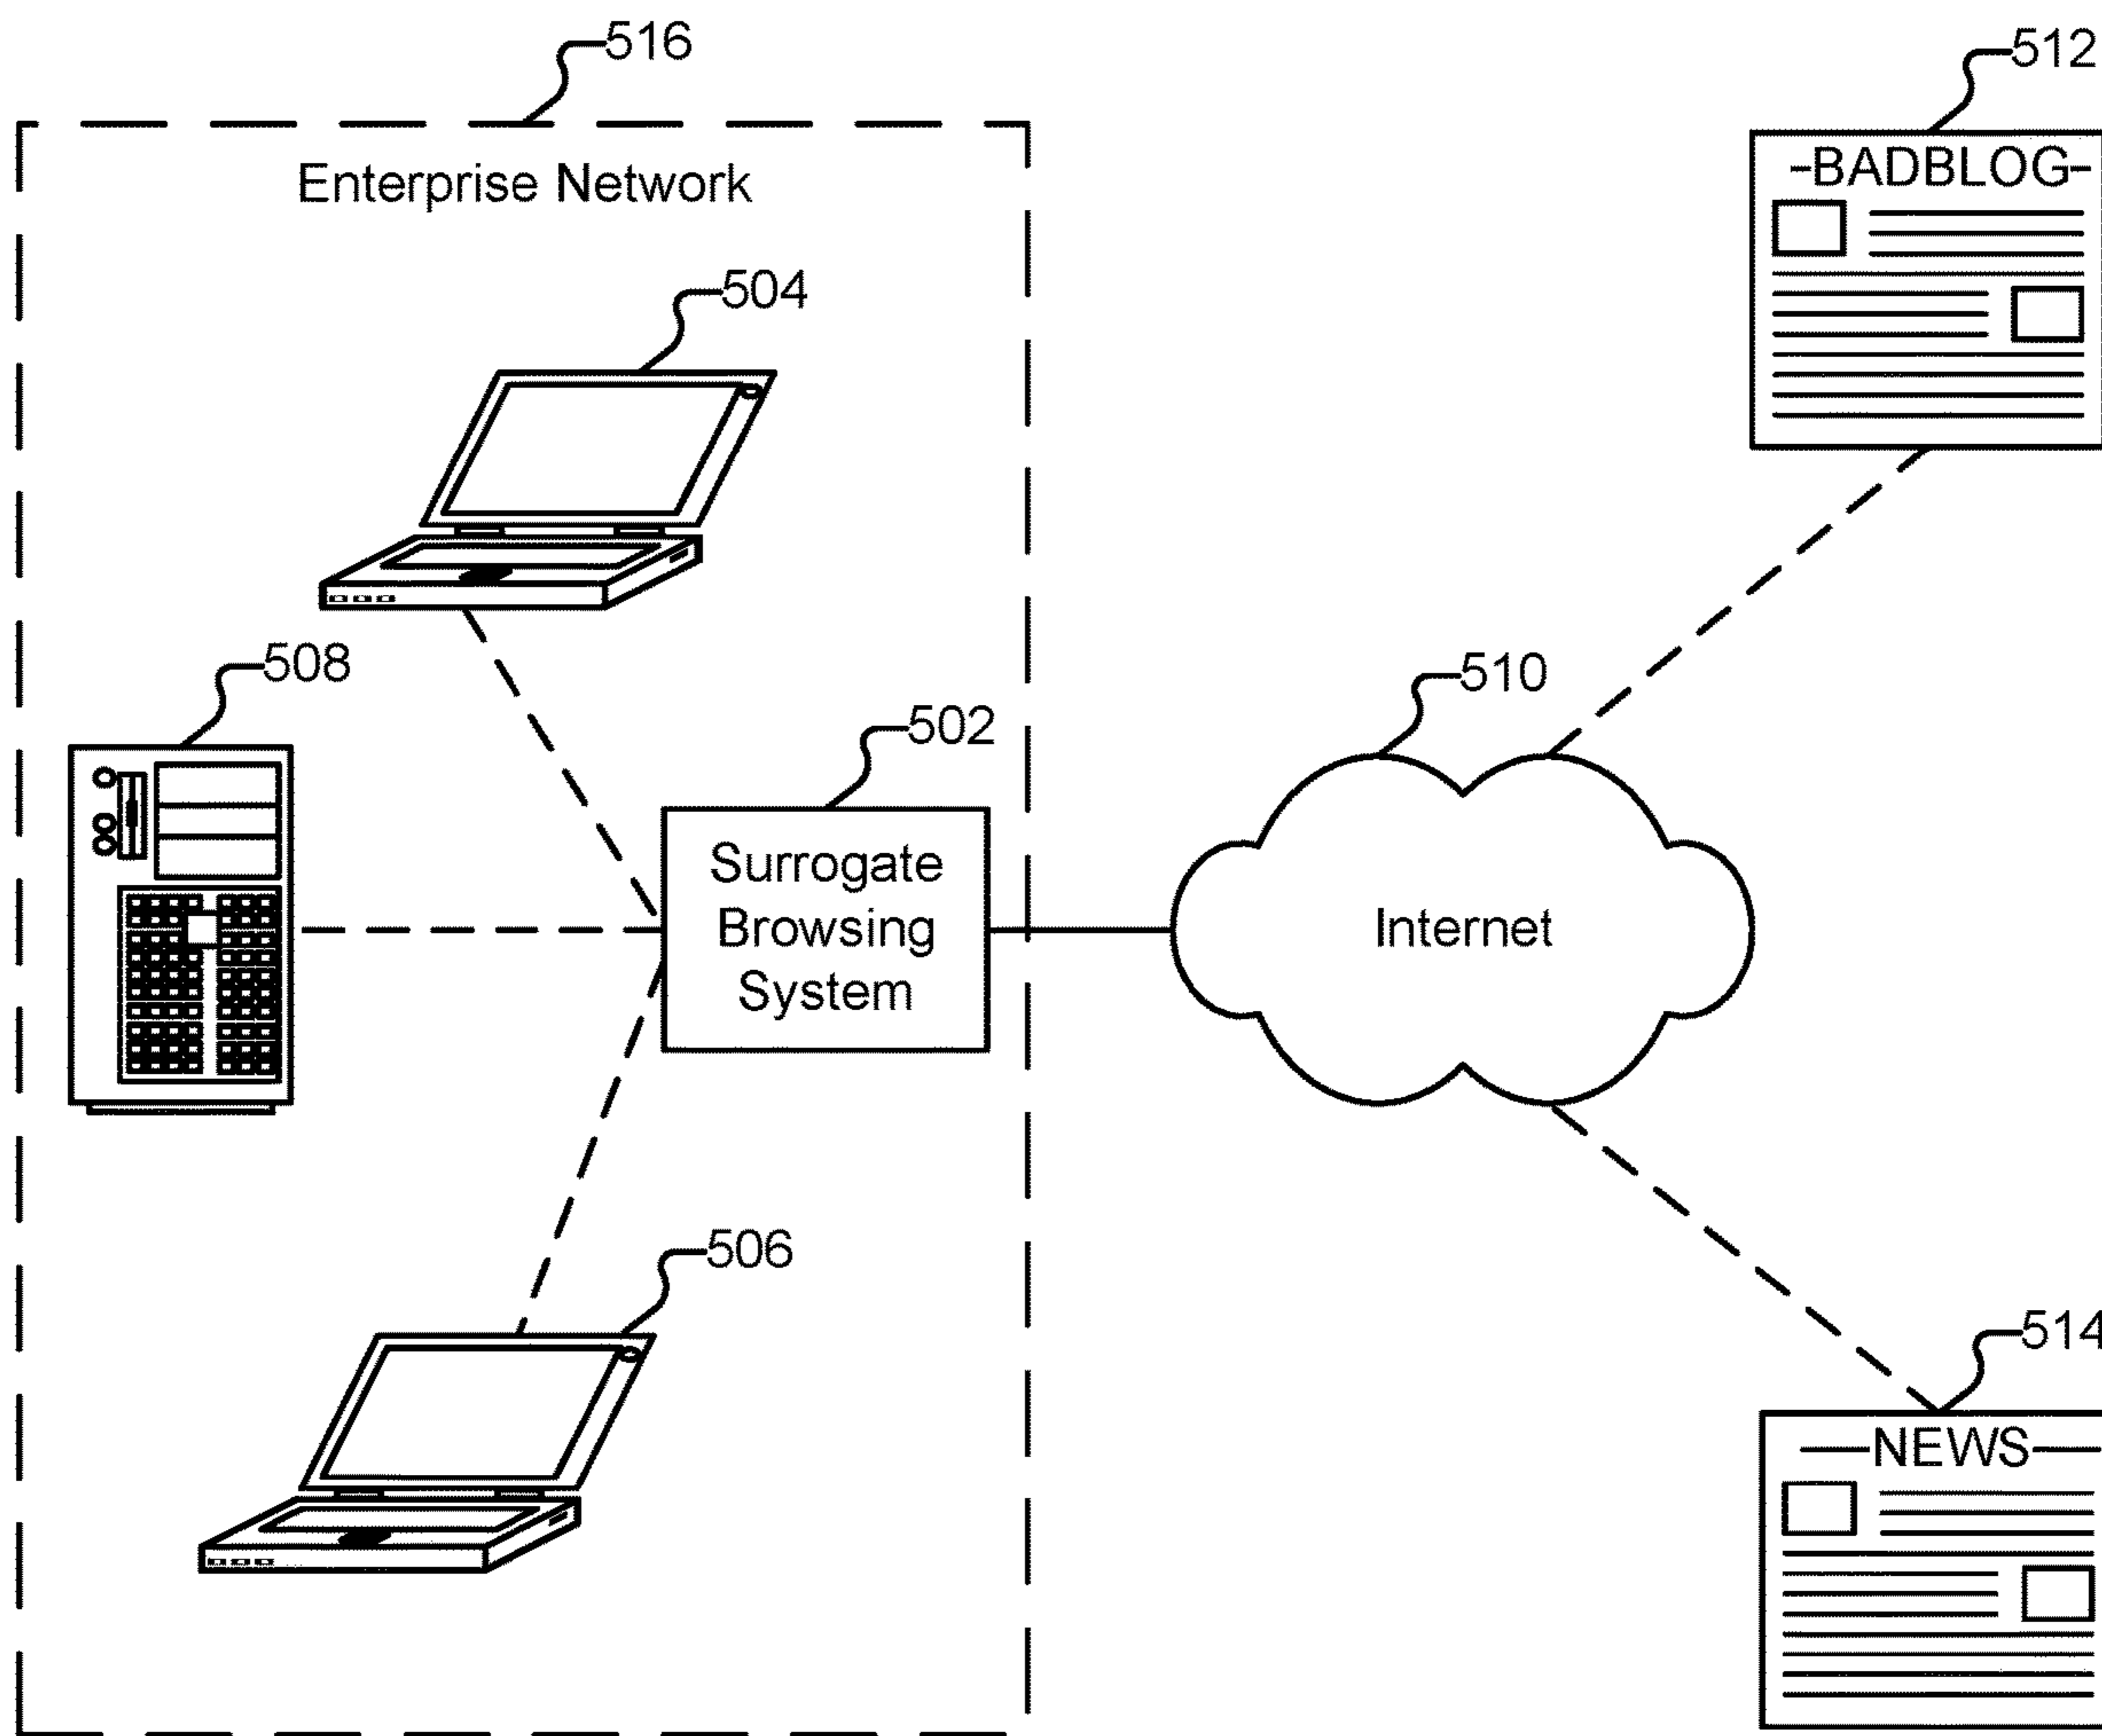 516
512
Enterprise Network
-BADBLOG-
504
508
510
502
Surrogate
Browsing
System
Internet
506
514
NEWS